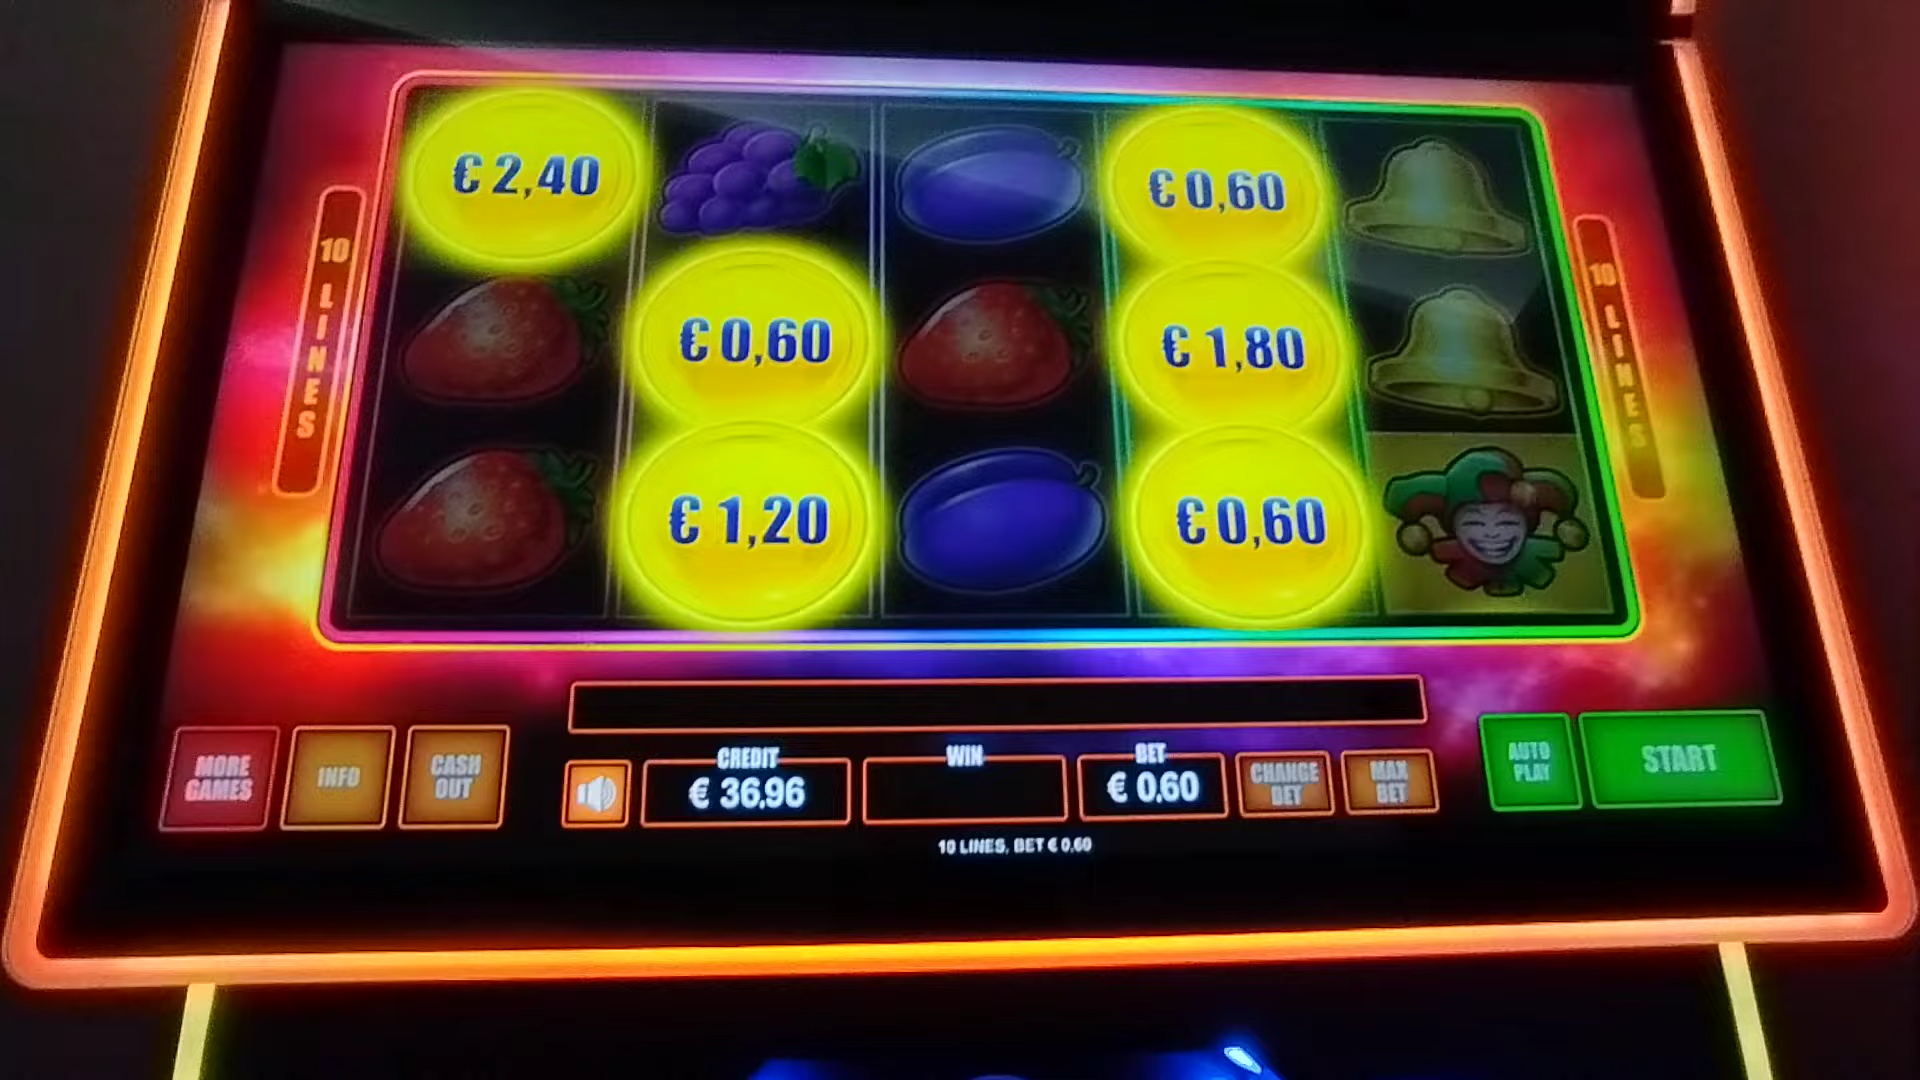 € 2,40
€ 0,60
10 LINES
€ 0,60
€ 1,80
10 LINES
€ 1,20
€ 0,60
MORE GAMES
INFO
CASH OUT
CREDIT
€ 36,96
WIN
BET
€ 0,60
CHANGE BET
MAX BET
AUTO PLAY
START
10 LINES, BET € 0,60